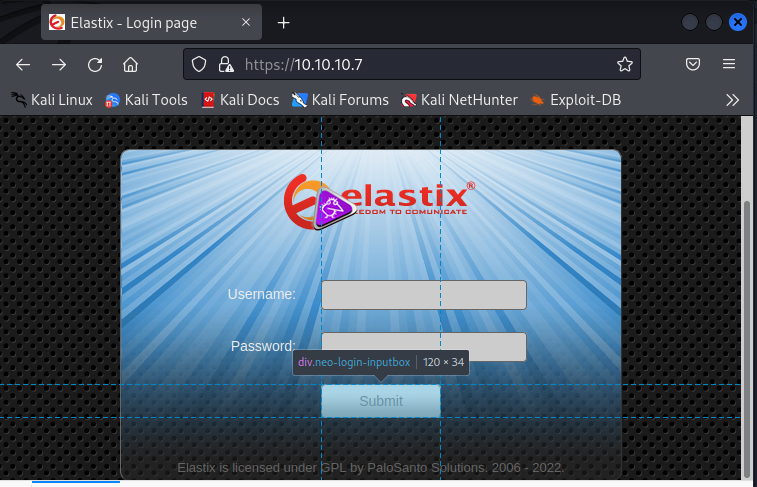 Elastix - Login page
https://10.10.10.7
Kali Linux Kali Tools Kali Docs Kali Forums Kali NetHunter Exploit-DB
elastix®
EDOM TO COMUNICATE
Username:
Password:
div.neo-login-inputbox 120 × 34
Submit
Elastix is licensed under GPL by PaloSanto Solutions. 2006 - 2022.